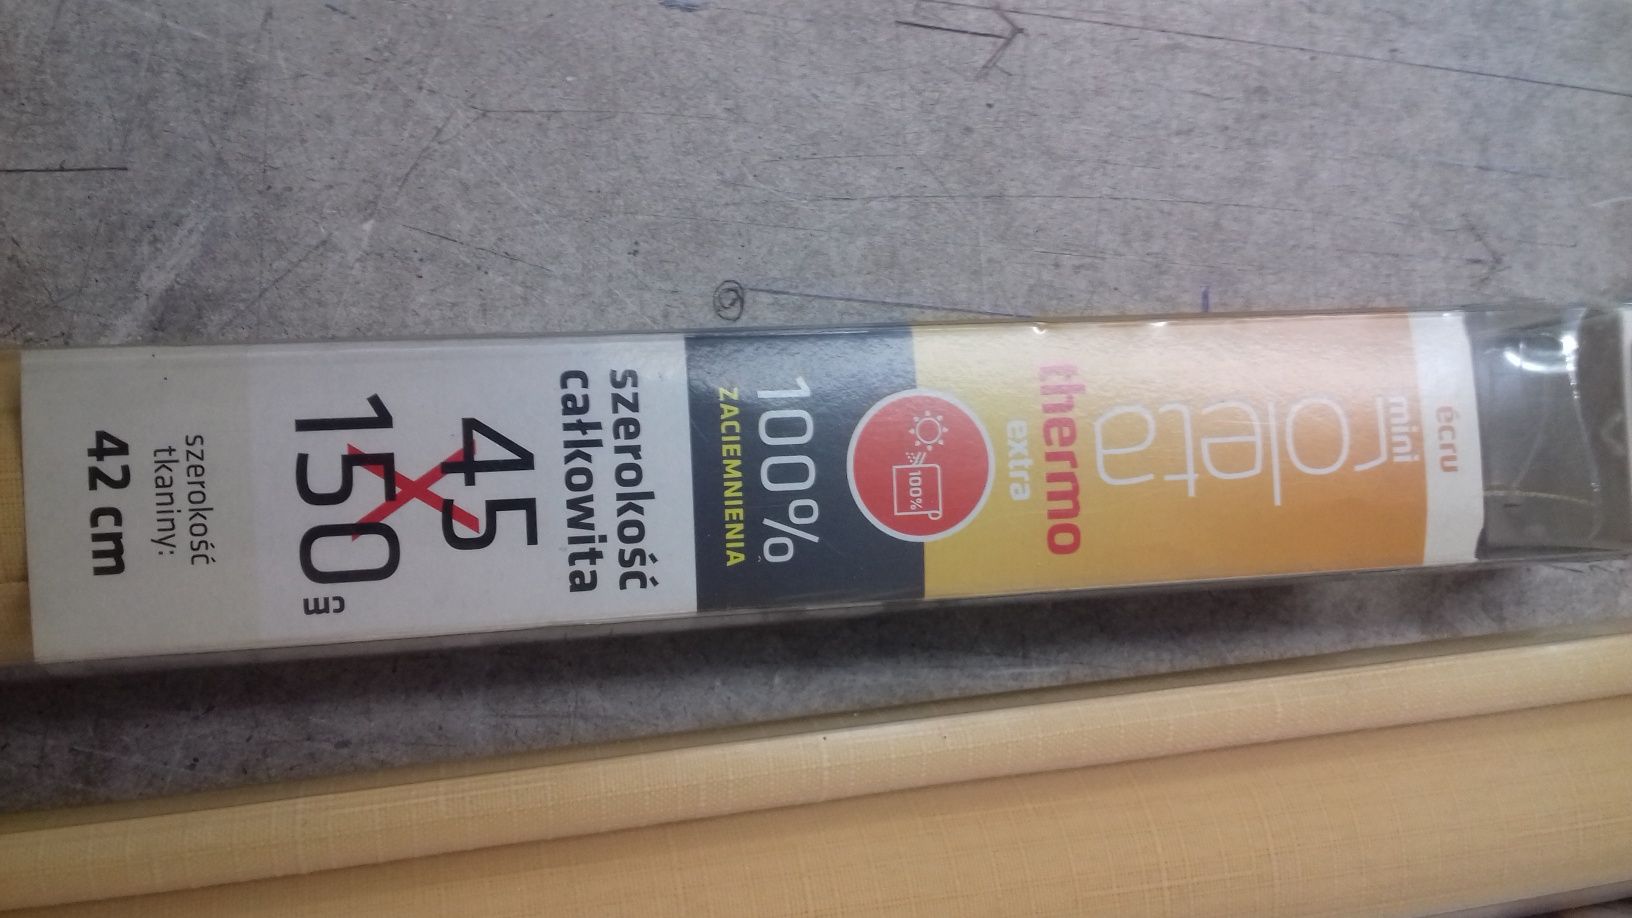 écru
mini
roleta
thermo
extra
100%
100%
ZACIEMNIENIA
szerokość
całkowita
45
x
150 cm
szerokość
tkaniny:
42 cm